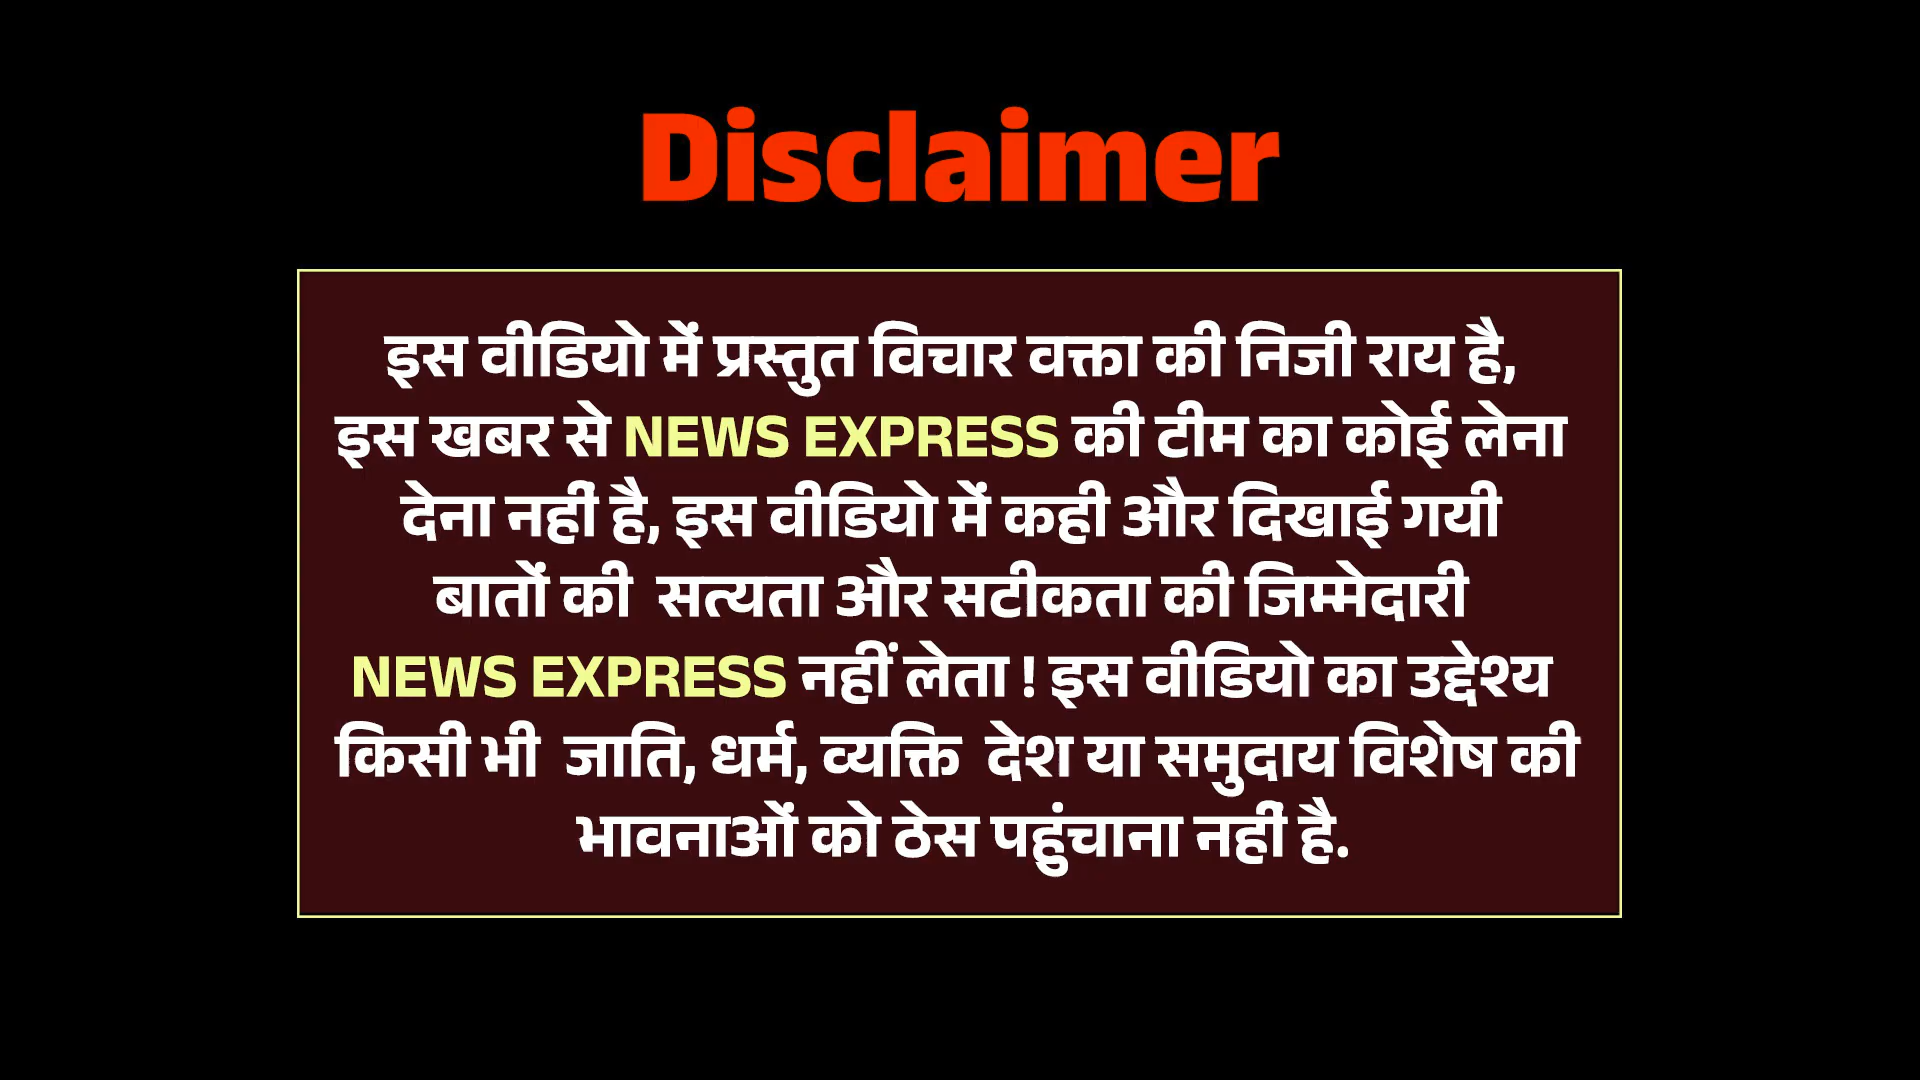 Disclaimer
इस वीडियो में प्रस्तुत विचार वक्ता की निजी राय है,
इस खबर से NEWS EXPRESS की टीम का कोई लेना
देना नहीं है, इस वीडियो में कही और दिखाई गयी
बातों की सत्यता और सटीकता की जिम्मेदारी
NEWS EXPRESS नहीं लेता ! इस वीडियो का उद्देश्य
किसी भी जाति, धर्म, व्यक्ति देश या समुदाय विशेष की
भावनाओं को ठेस पहुंचाना नहीं है.